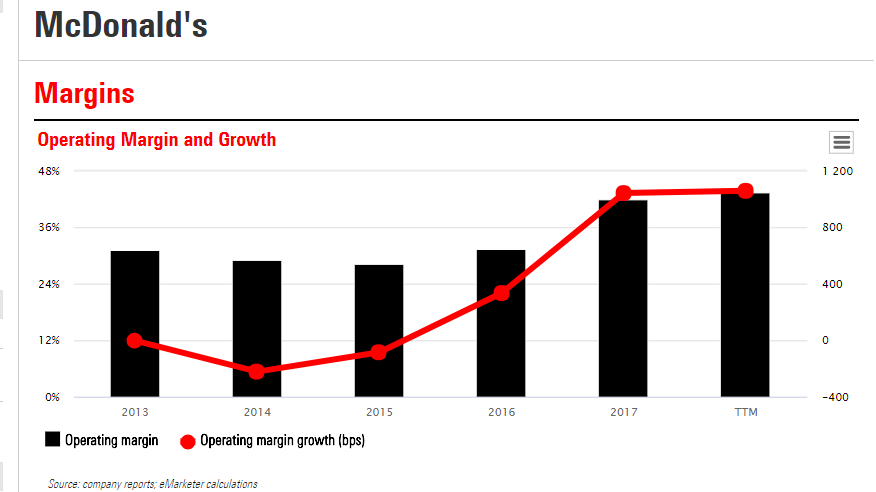 McDonald's
Margins
Operating Margin and Growth
48%
1 200
36%
800
24%
400
12%
0
0%
-400
2013
2014
2015
2016
2017
TTM
Operating margin
Operating margin growth (bps)
Source: company reports; eMarketer calculations